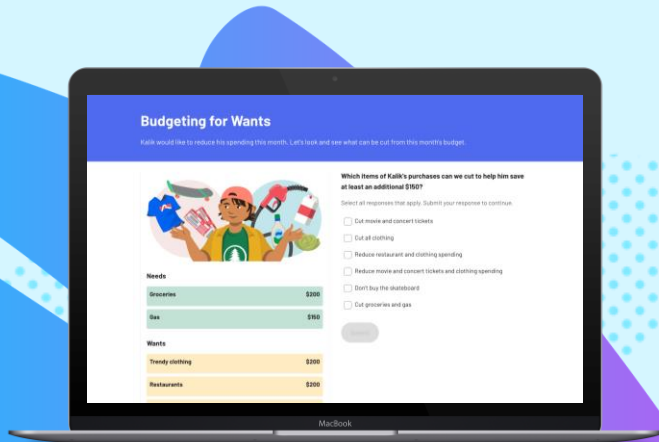 Budgeting for Wants
Kalik would like to reduce his spending this month. Let's look and see what can be cut from this month's budget.
Needs
Groceries $200
Gas $150
Wants
Trendy clothing $200
Restaurants $200
Which items of Kalik's purchases can we cut to help him save
at least an additional $150?
Select all responses that apply. Submit your response to continue.
Cut movie and concert tickets
Cut all clothing
Reduce restaurant and clothing spending
Reduce movie and concert tickets and clothing spending
Don't buy the skateboard
Cut groceries and gas
MacBook